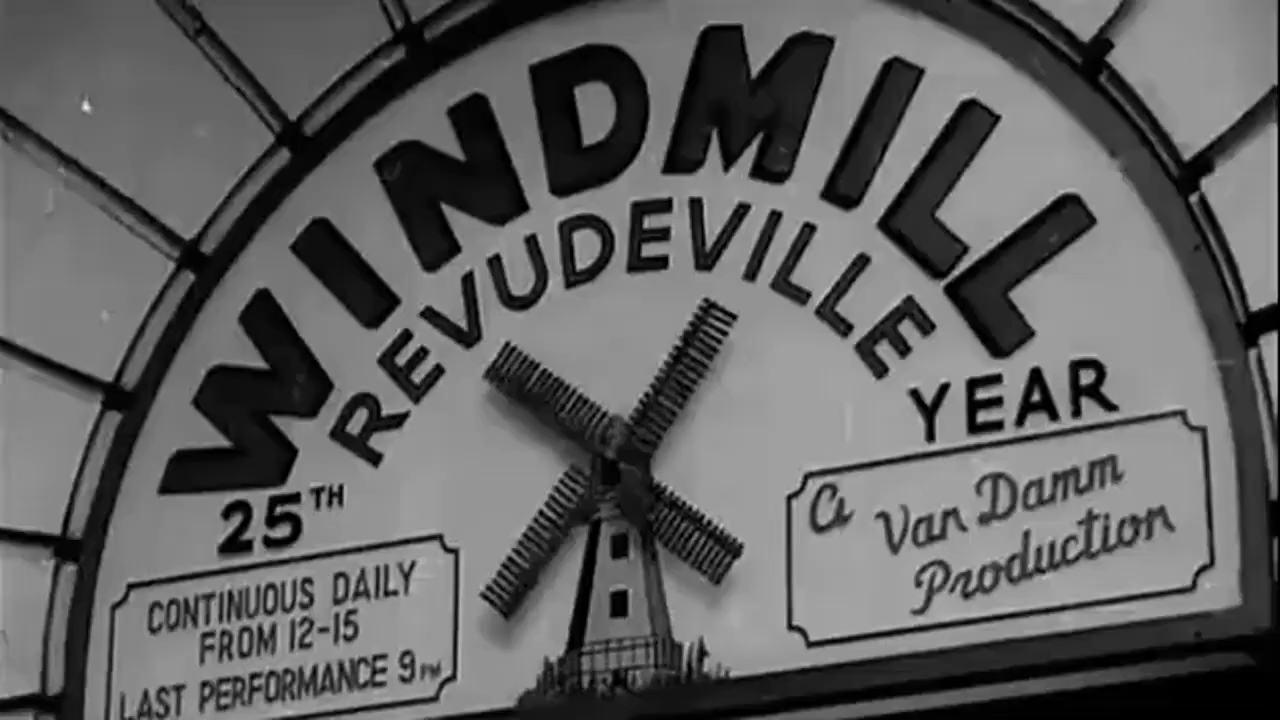 WINDMILL
REVUDEVILLE
25TH
YEAR
CONTINUOUS DAILY
FROM 12-15
LAST PERFORMANCE 9PM
A Van Damm
Production